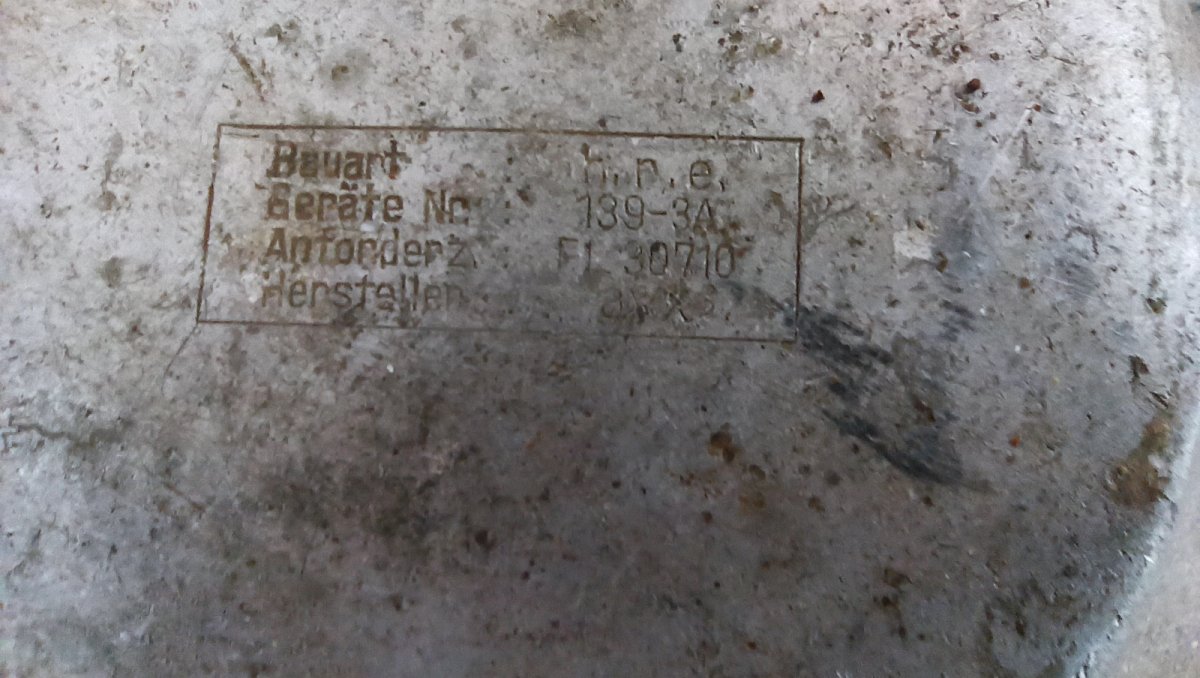 Bauart : h.n.e.
Geräte Nr. : 139-3A.
Anforderz. : Fl. 30710
Hersteller :